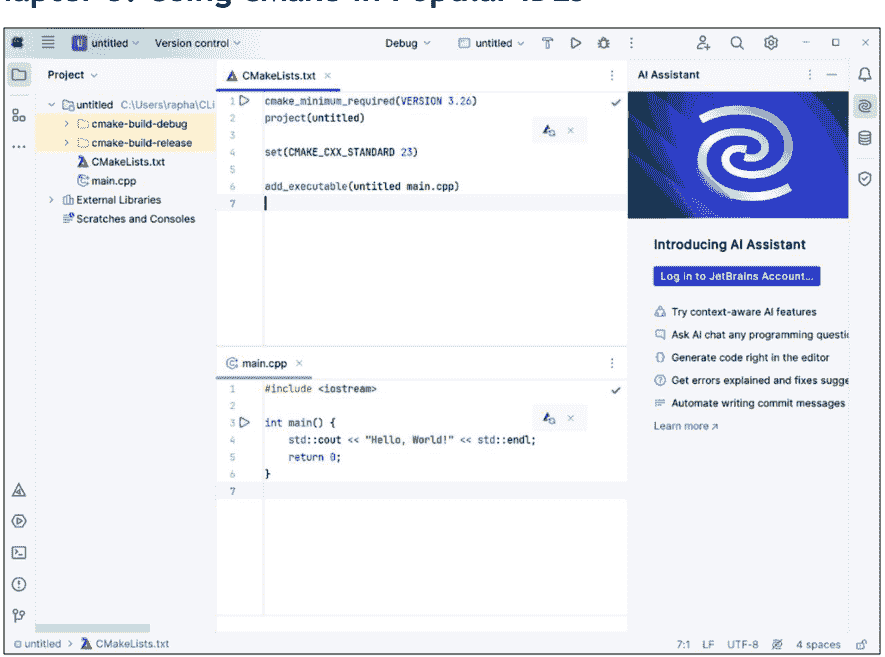 untitled Version control Debug untitled
Project
untitled C:\Users\rapha\CLi
cmake-build-debug
cmake-build-release
CMakeLists.txt
main.cpp
External Libraries
Scratches and Consoles
CMakeLists.txt
1 cmake_minimum_required(VERSION 3.26)
2 project(untitled)
3
4 set(CMAKE_CXX_STANDARD 23)
5
6 add_executable(untitled main.cpp)
7
main.cpp
1 #include <iostream>
2
3 int main() {
4 std::cout << "Hello, World!" << std::endl;
5 return 0;
6 }
7
AI Assistant
Introducing AI Assistant
Log in to JetBrains Account...
Try context-aware AI features
Ask AI chat any programming questi
Generate code right in the editor
Get errors explained and fixes sugge
Automate writing commit messages
Learn more ↗
untitled > CMakeLists.txt 7:1 LF UTF-8 4 spaces